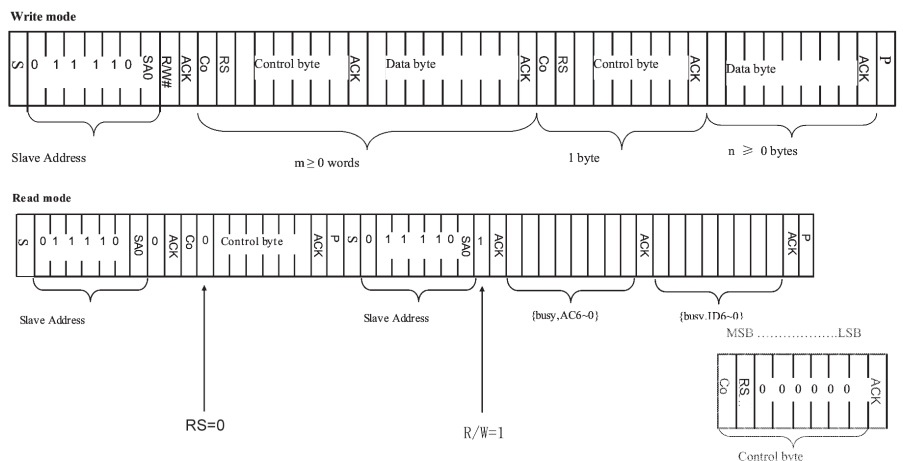 Write mode
S 0 1 1 1 1 0 SA0 R/W# ACK Co RS Control byte ACK Data byte ACK Co RS Control byte ACK Data byte ACK P
Slave Address
m ≥ 0 words
1 byte
n ⩾ 0 bytes
Read mode
S 0 1 1 1 1 0 SA0 0 ACK Co 0 Control byte ACK P S 0 1 1 1 1 0 SA0 1 ACK ACK ACK P
Slave Address
Slave Address
{busy,AC6~0}
{busy,ID6~0}
MSB ....................LSB
Co RS 0 0 0 0 0 0 ACK
Control byte
RS=0
R/W=1